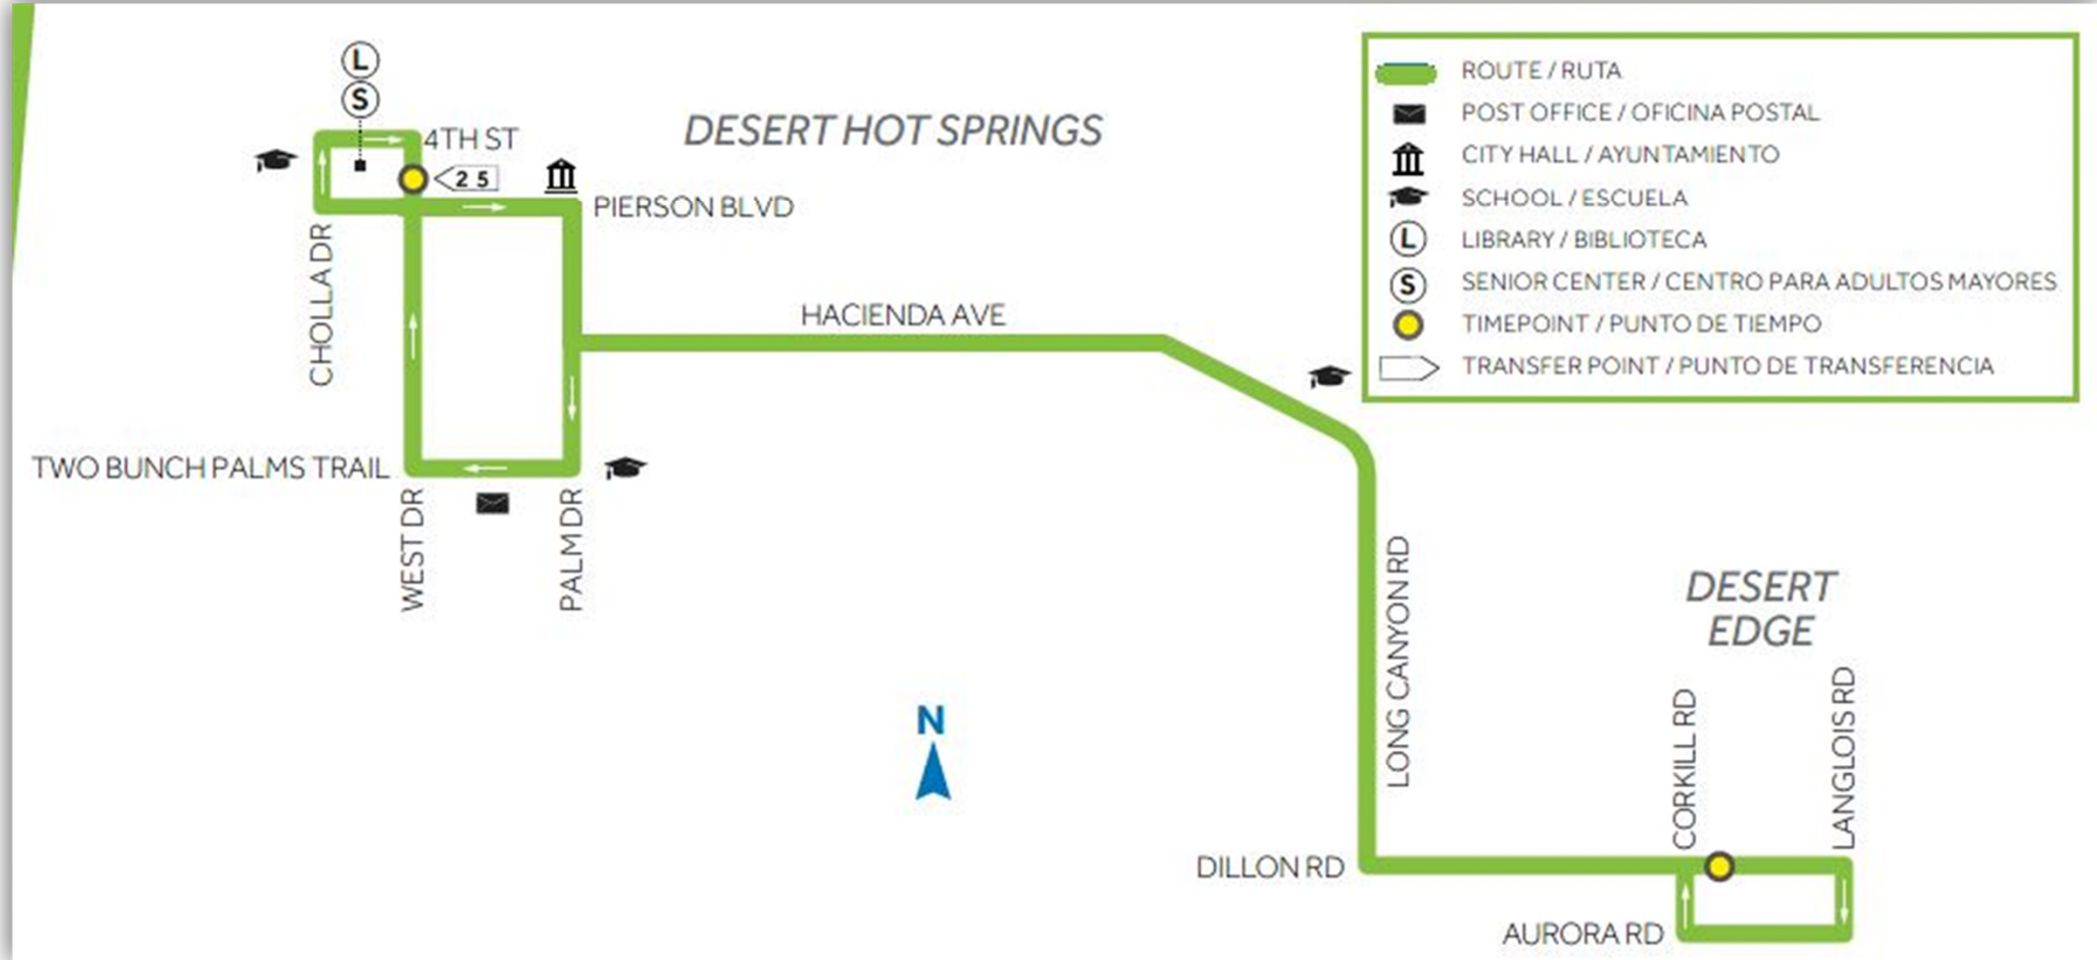 L
S
4TH ST
2 5
DESERT HOT SPRINGS
PIERSON BLVD
CHOLLA DR
HACIENDA AVE
TWO BUNCH PALMS TRAIL
WEST DR
PALM DR
N
LONG CANYON RD
DESERT
EDGE
CORKILL RD
LANGLOIS RD
DILLON RD
AURORA RD
ROUTE / RUTA
POST OFFICE / OFICINA POSTAL
CITY HALL / AYUNTAMIENTO
SCHOOL / ESCUELA
L LIBRARY / BIBLIOTECA
S SENIOR CENTER / CENTRO PARA ADULTOS MAYORES
TIMEPOINT / PUNTO DE TIEMPO
TRANSFER POINT / PUNTO DE TRANSFERENCIA